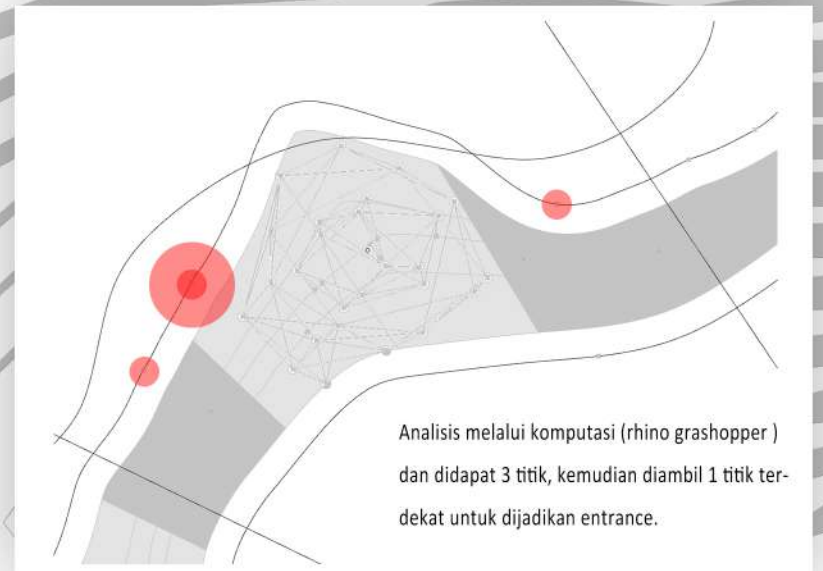 Analisis melalui komputasi (rhino grashopper )
dan didapat 3 titik, kemudian diambil 1 titik ter-
dekat untuk dijadikan entrance.